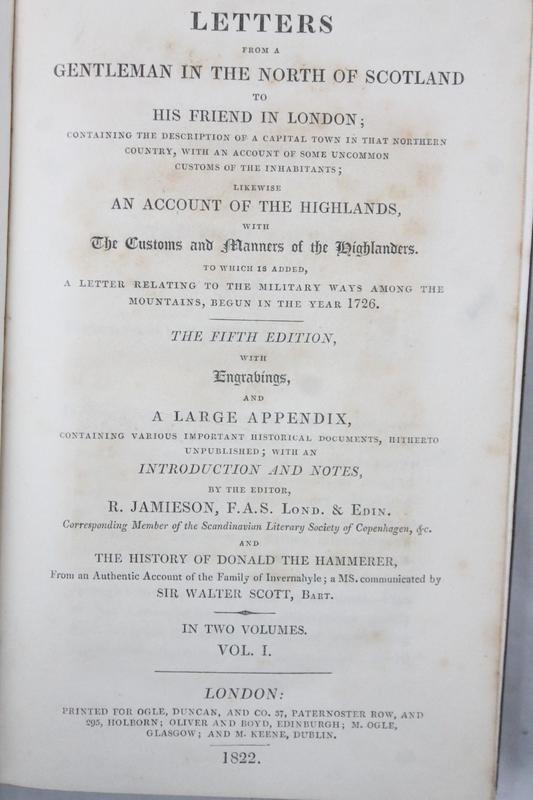 LETTERS
FROM A
GENTLEMAN IN THE NORTH OF SCOTLAND
TO
HIS FRIEND IN LONDON;
CONTAINING THE DESCRIPTION OF A CAPITAL TOWN IN THAT NORTHERN
COUNTRY, WITH AN ACCOUNT OF SOME UNCOMMON
CUSTOMS OF THE INHABITANTS;
LIKEWISE
AN ACCOUNT OF THE HIGHLANDS,
WITH
The Customs and Manners of the Highlanders.
TO WHICH IS ADDED,
A LETTER RELATING TO THE MILITARY WAYS AMONG THE
MOUNTAINS, BEGUN IN THE YEAR 1726.
THE FIFTH EDITION,
WITH
Engravings,
AND
A LARGE APPENDIX,
CONTAINING VARIOUS IMPORTANT HISTORICAL DOCUMENTS, HITHERTO
UNPUBLISHED; WITH AN
INTRODUCTION AND NOTES,
BY THE EDITOR,
R. JAMIESON, F.A.S. LOND. & EDIN.
Corresponding Member of the Scandinavian Literary Society of Copenhagen, &c.
AND
THE HISTORY OF DONALD THE HAMMERER,
From an Authentic Account of the Family of Invernahyle; a MS. communicated by
SIR WALTER SCOTT, BART.
IN TWO VOLUMES.
VOL. I.
LONDON:
PRINTED FOR OGLE, DUNCAN, AND CO. 37, PATERNOSTER ROW, AND
295, HOLBORN; OLIVER AND BOYD, EDINBURGH; M. OGLE,
GLASGOW; AND M. KEENE, DUBLIN.
1822.